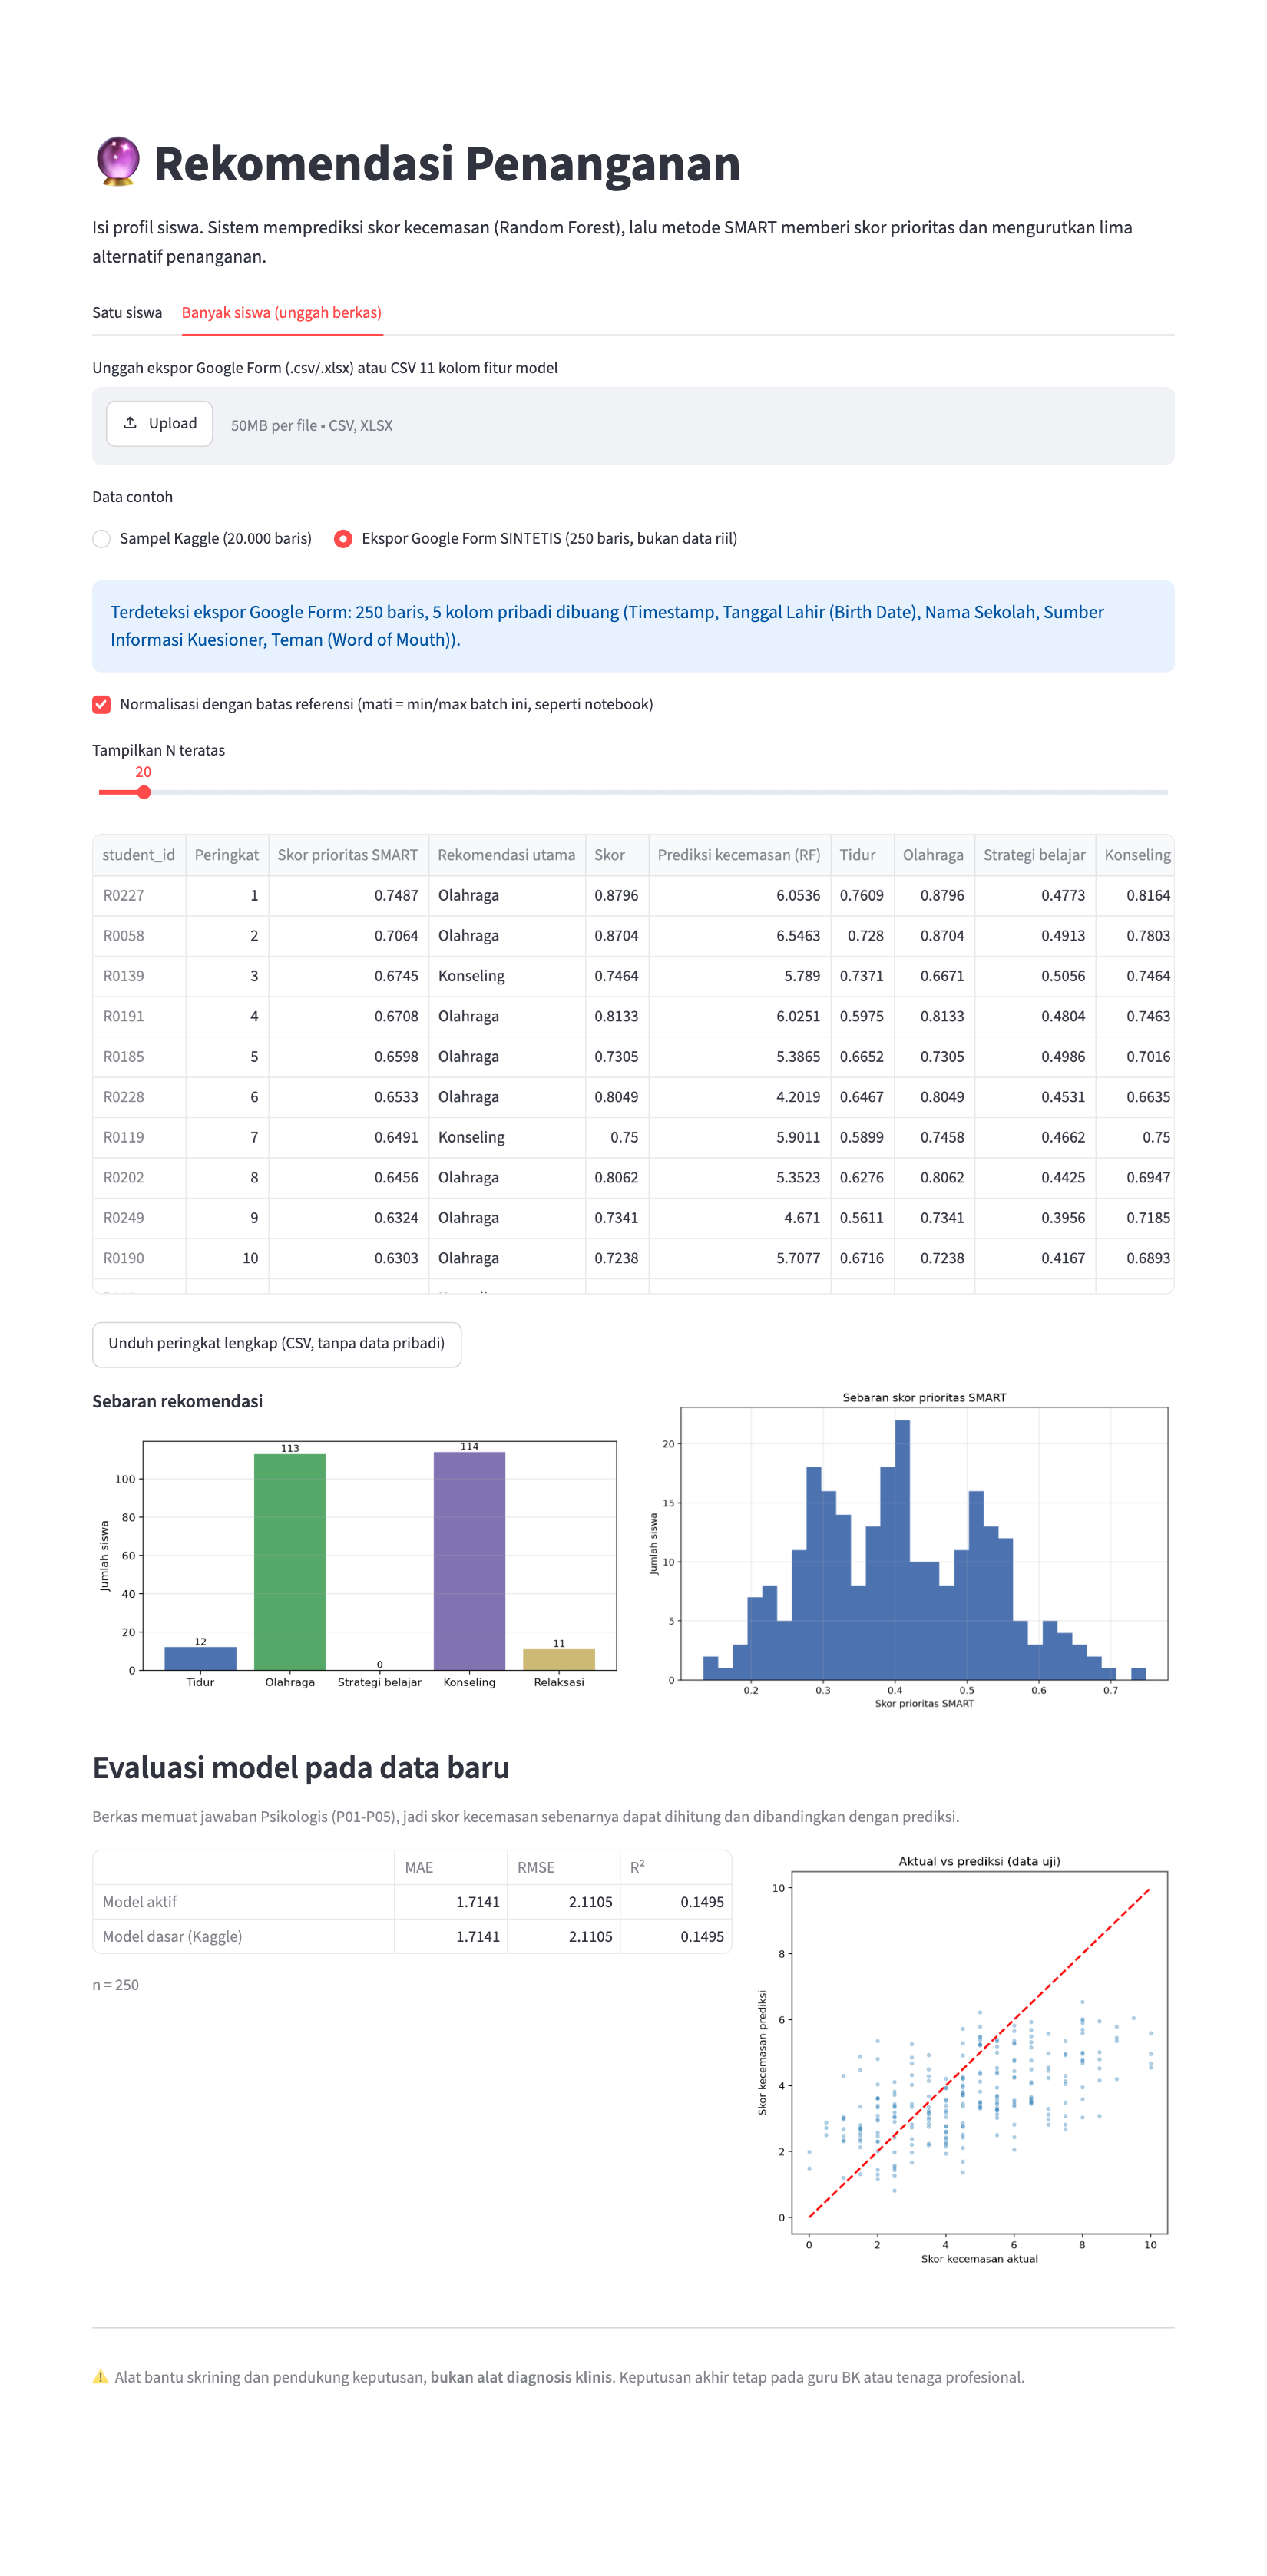 Rekomendasi Penanganan
Isi profil siswa. Sistem memprediksi skor kecemasan (Random Forest), lalu metode SMART memberi skor prioritas dan mengurutkan lima
alternatif penanganan.
Satu siswa Banyak siswa (unggah berkas)
Unggah ekspor Google Form (.csv/.xlsx) atau CSV 11 kolom fitur model
Upload 50MB per file • CSV, XLSX
Data contoh
Sampel Kaggle (20.000 baris) Ekspor Google Form SINTETIS (250 baris, bukan data riil)
Terdeteksi ekspor Google Form: 250 baris, 5 kolom pribadi dibuang (Timestamp, Tanggal Lahir (Birth Date), Nama Sekolah, Sumber
Informasi Kuesioner, Teman (Word of Mouth)).
Normalisasi dengan batas referensi (mati = min/max batch ini, seperti notebook)
Tampilkan N teratas
20
student_id Peringkat Skor prioritas SMART Rekomendasi utama Skor Prediksi kecemasan (RF) Tidur Olahraga Strategi belajar Konseling
R0227 1 0.7487 Olahraga 0.8796 6.0536 0.7609 0.8796 0.4773 0.8164
R0058 2 0.7064 Olahraga 0.8704 6.5463 0.728 0.8704 0.4913 0.7803
R0139 3 0.6745 Konseling 0.7464 5.789 0.7371 0.6671 0.5056 0.7464
R0191 4 0.6708 Olahraga 0.8133 6.0251 0.5975 0.8133 0.4804 0.7463
R0185 5 0.6598 Olahraga 0.7305 5.3865 0.6652 0.7305 0.4986 0.7016
R0228 6 0.6533 Olahraga 0.8049 4.2019 0.6467 0.8049 0.4531 0.6635
R0119 7 0.6491 Konseling 0.75 5.9011 0.5899 0.7458 0.4662 0.75
R0202 8 0.6456 Olahraga 0.8062 5.3523 0.6276 0.8062 0.4425 0.6947
R0249 9 0.6324 Olahraga 0.7341 4.671 0.5611 0.7341 0.3956 0.7185
R0190 10 0.6303 Olahraga 0.7238 5.7077 0.6716 0.7238 0.4167 0.6893
Unduh peringkat lengkap (CSV, tanpa data pribadi)
Sebaran rekomendasi
Jumlah siswa
100
80
60
40
20
0
12
113
0
114
11
Tidur Olahraga Strategi belajar Konseling Relaksasi
Sebaran skor prioritas SMART
Jumlah siswa
20
15
10
5
0
0.2 0.3 0.4 0.5 0.6 0.7
Skor prioritas SMART
Evaluasi model pada data baru
Berkas memuat jawaban Psikologis (P01-P05), jadi skor kecemasan sebenarnya dapat dihitung dan dibandingkan dengan prediksi.
MAE RMSE R²
Model aktif 1.7141 2.1105 0.1495
Model dasar (Kaggle) 1.7141 2.1105 0.1495
n = 250
Aktual vs prediksi (data uji)
Skor kecemasan prediksi
10
8
6
4
2
0
0 2 4 6 8 10
Skor kecemasan aktual
Alat bantu skrining dan pendukung keputusan, bukan alat diagnosis klinis. Keputusan akhir tetap pada guru BK atau tenaga profesional.